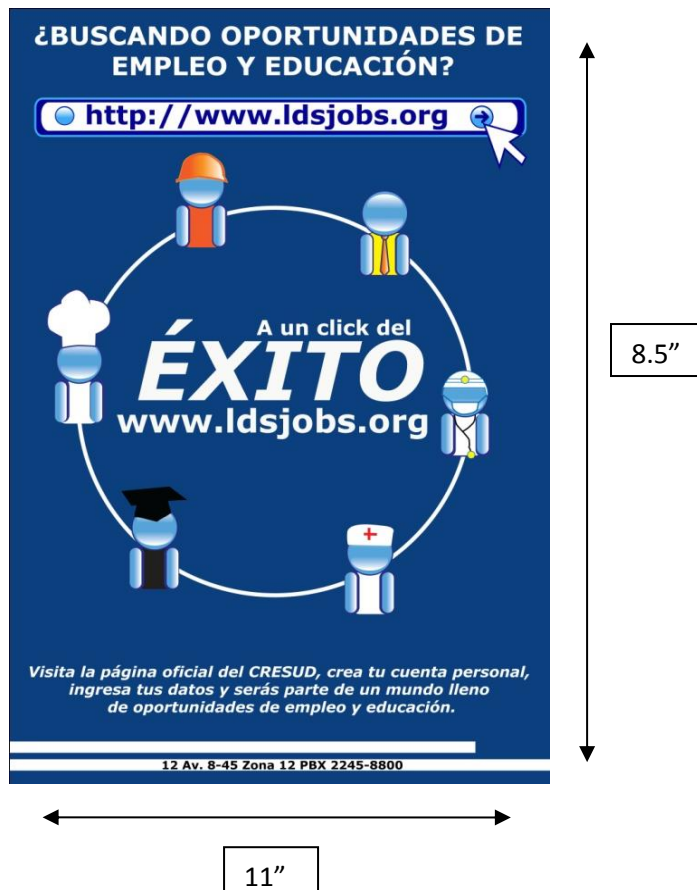 ¿BUSCANDO OPORTUNIDADES DE
EMPLEO Y EDUCACIÓN?
http://www.ldsjobs.org
A un click del
ÉXITO
www.ldsjobs.org
8.5”
Visita la página oficial del CRESUD, crea tu cuenta personal,
ingresa tus datos y serás parte de un mundo lleno
de oportunidades de empleo y educación.
12 Av. 8-45 Zona 12 PBX 2245-8800
11”